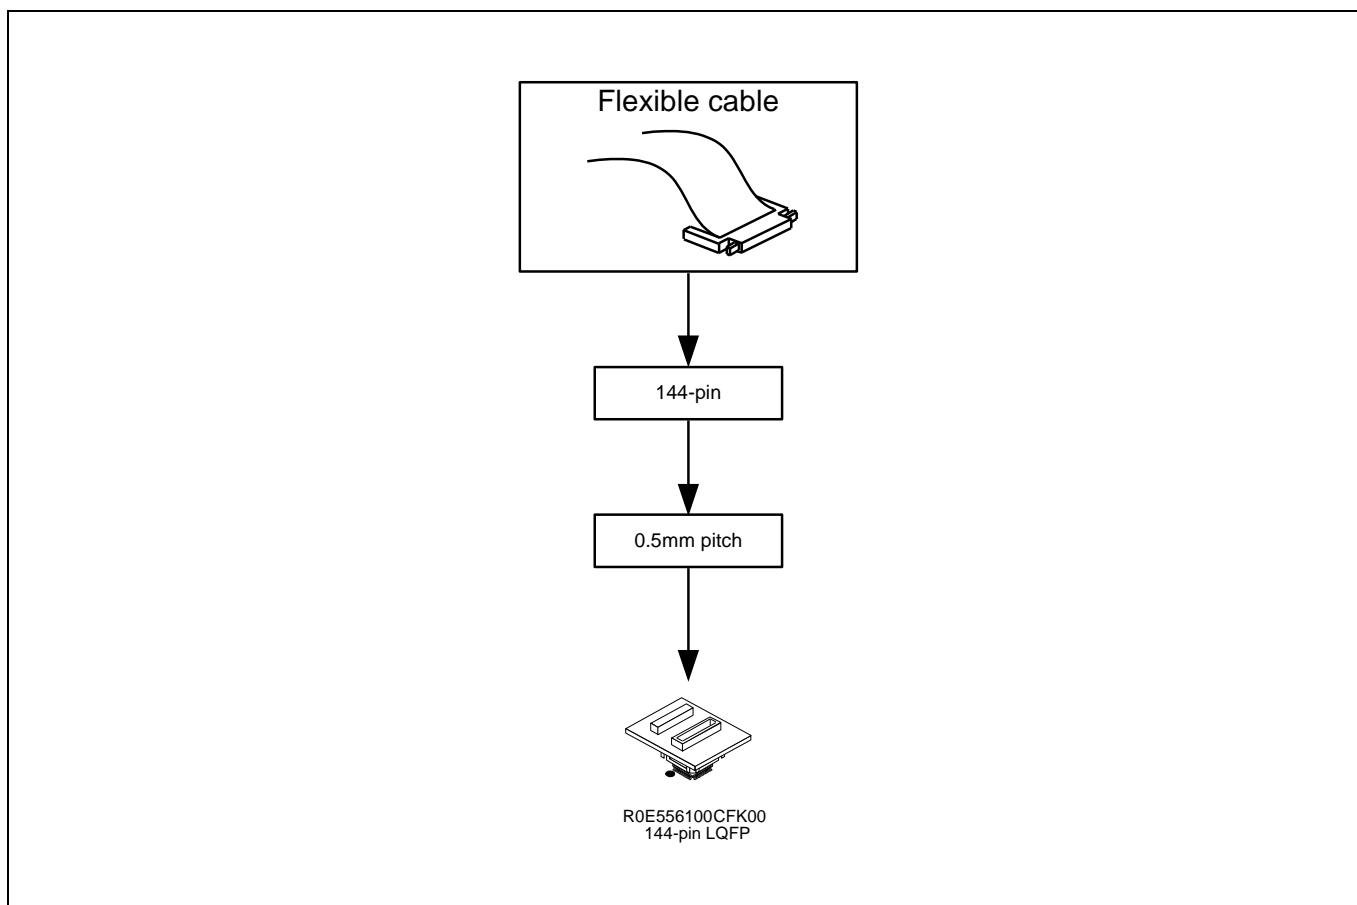 Flexible cable
144-pin
0.5mm pitch
R0E556100CFK00
144-pin LQFP